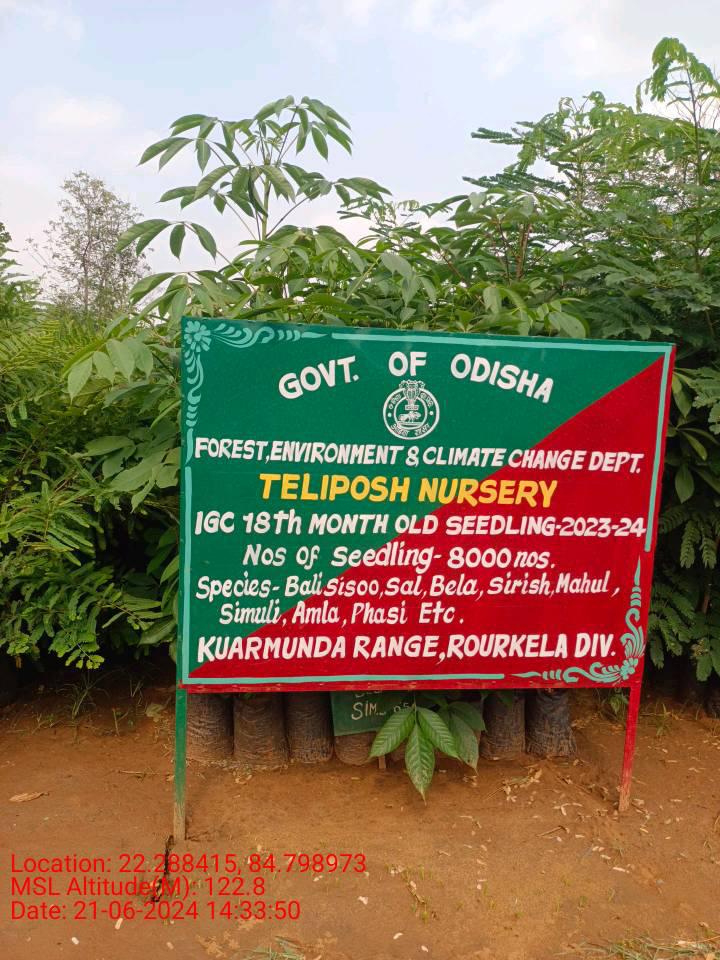 GOVT. OF ODISHA
FOREST, ENVIRONMENT & CLIMATE CHANGE DEPT.
TELIPOSH NURSERY
IGC 18th MONTH OLD SEEDLING-2023-24
Nos of Seedling- 8000 nos.
Species- Bali sisoo, Sal, Bela, Sirish, Mahul,
Simuli, Amla, Phasi Etc.
KUARMUNDA RANGE, ROURKELA DIV.
SIM
Location: 22.288415, 84.798973
MSL Altitude(M): 122.8
Date: 21-06-2024 14:33:50